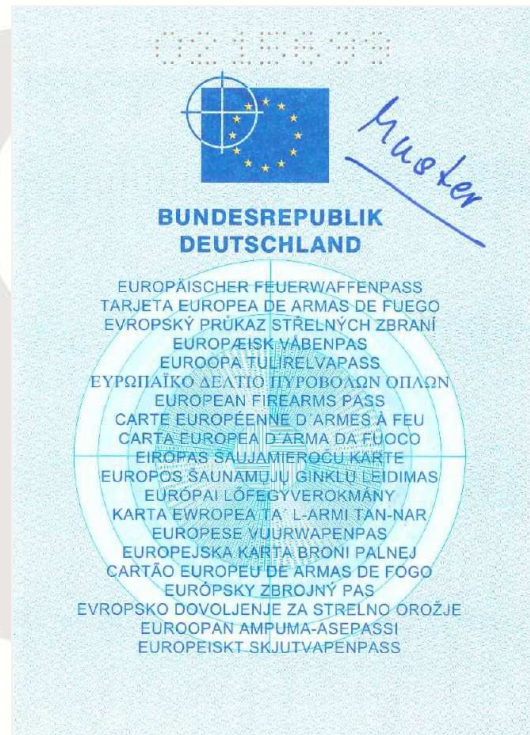 Muster
BUNDESREPUBLIK
DEUTSCHLAND
EUROPÄISCHER FEUERWAFFENPASS
TARJETA EUROPEA DE ARMAS DE FUEGO
EVROPSKÝ PRŮKAZ STŘELNÝCH ZBRANÍ
EUROPÆISK VÅBENPAS
EUROOPA TULIRELVAPASS
ΕΥΡΩΠΑΪΚΟ ΔΕΛΤΙΟ ΠΥΡΟΒΟΛΩΝ ΟΠΛΩΝ
EUROPEAN FIREARMS PASS
CARTE EUROPÉENNE D´ARMES À FEU
CARTA EUROPEA D´ARMA DA FUOCO
EIROPAS ŠAUJAMIEROČU KARTE
EUROPOS ŠAUNAMŲJŲ GINKLŲ LEIDIMAS
EURÓPAI LŐFEGYVEROKMÁNY
KARTA EWROPEA TA´ L-ARMI TAN-NAR
EUROPESE VUURWAPENPAS
EUROPEJSKA KARTA BRONI PALNEJ
CARTÃO EUROPEU DE ARMAS DE FOGO
EURÓPSKY ZBROJNÝ PAS
EVROPSKO DOVOLJENJE ZA STRELNO OROŽJE
EUROOPAN AMPUMA-ASEPASSI
EUROPEISKT SKJUTVAPENPASS